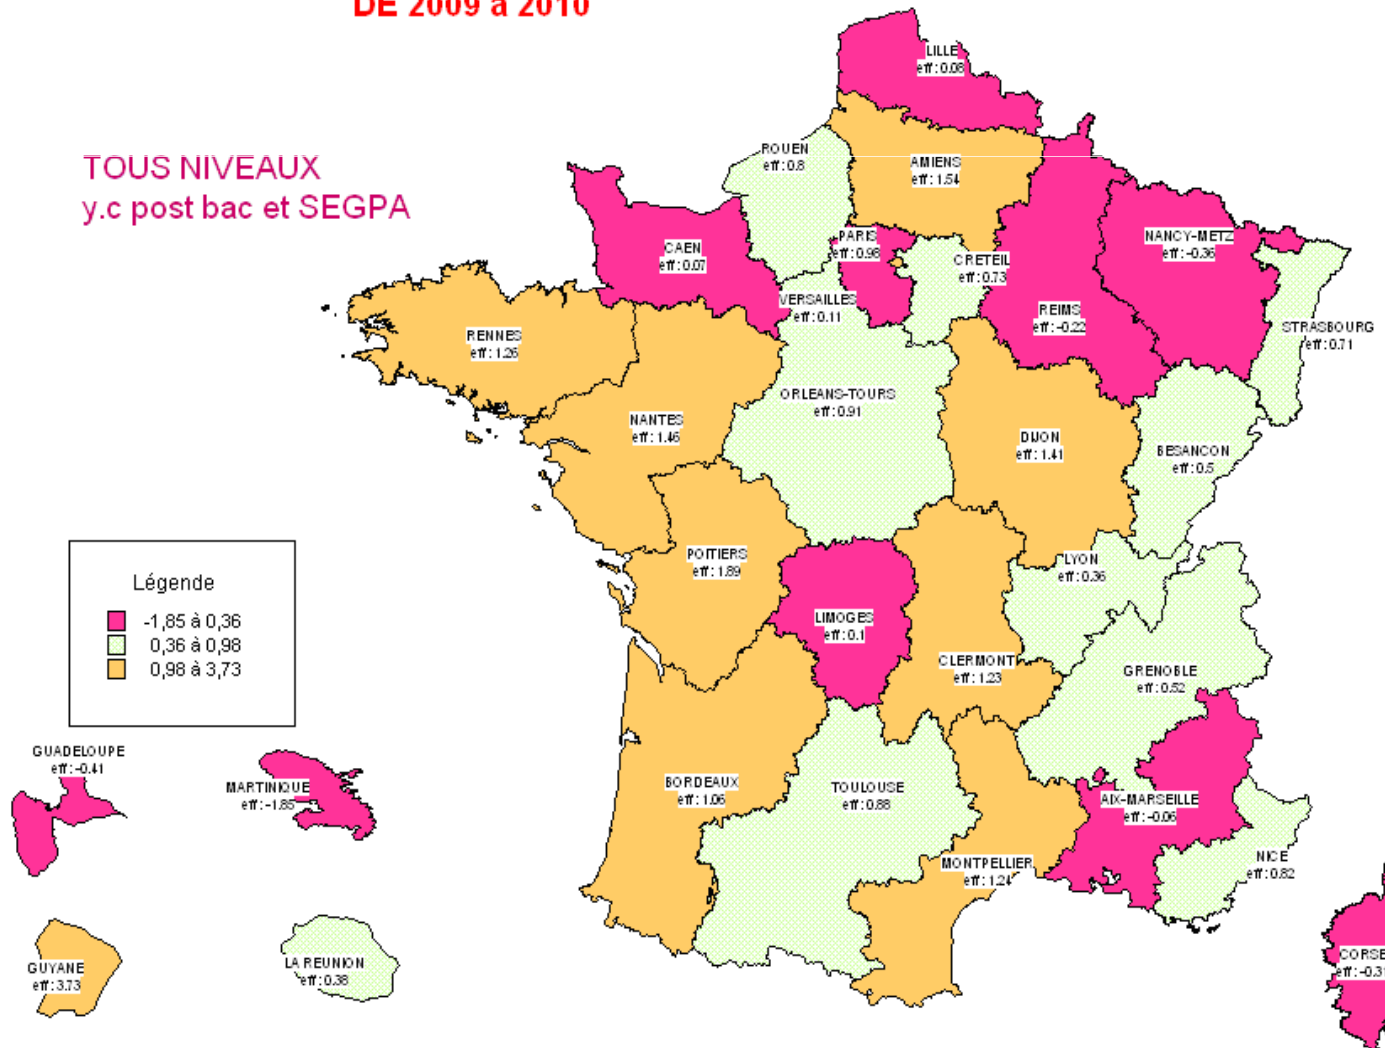 DE 2009 à 2010
TOUS NIVEAUX
y.c post bac et SEGPA
LILLE
eff: 0.08
ROUEN
eff: 0.8
AMIENS
eff: 1.54
CAEN
eff: 0.07
PARIS
eff: 0.98
CRETEIL
eff: 0.73
NANCY-METZ
eff: -0.36
VERSAILLES
eff: 0.11
REIMS
eff: -0.22
STRASBOURG
eff: 0.71
RENNES
eff: 1.26
ORLEANS-TOURS
eff: 0.91
NANTES
eff: 1.46
DIJON
eff: 1.41
BESANCON
eff: 0.5
POITIERS
eff: 1.89
LYON
eff: 0.36
LIMOGES
eff: 0.1
CLERMONT
eff: 1.23
GRENOBLE
eff: 0.52
Légende
-1,85 à 0,36
0,36 à 0,98
0,98 à 3,73
GUADELOUPE
eff: -0.41
MARTINIQUE
eff: -1.85
BORDEAUX
eff: 1.06
TOULOUSE
eff: 0.88
AIX-MARSEILLE
eff: -0.06
MONTPELLIER
eff: 1.24
NICE
eff: 0.82
GUYANE
eff: 3.73
LA REUNION
eff: 0.38
CORSE
eff: -0.31